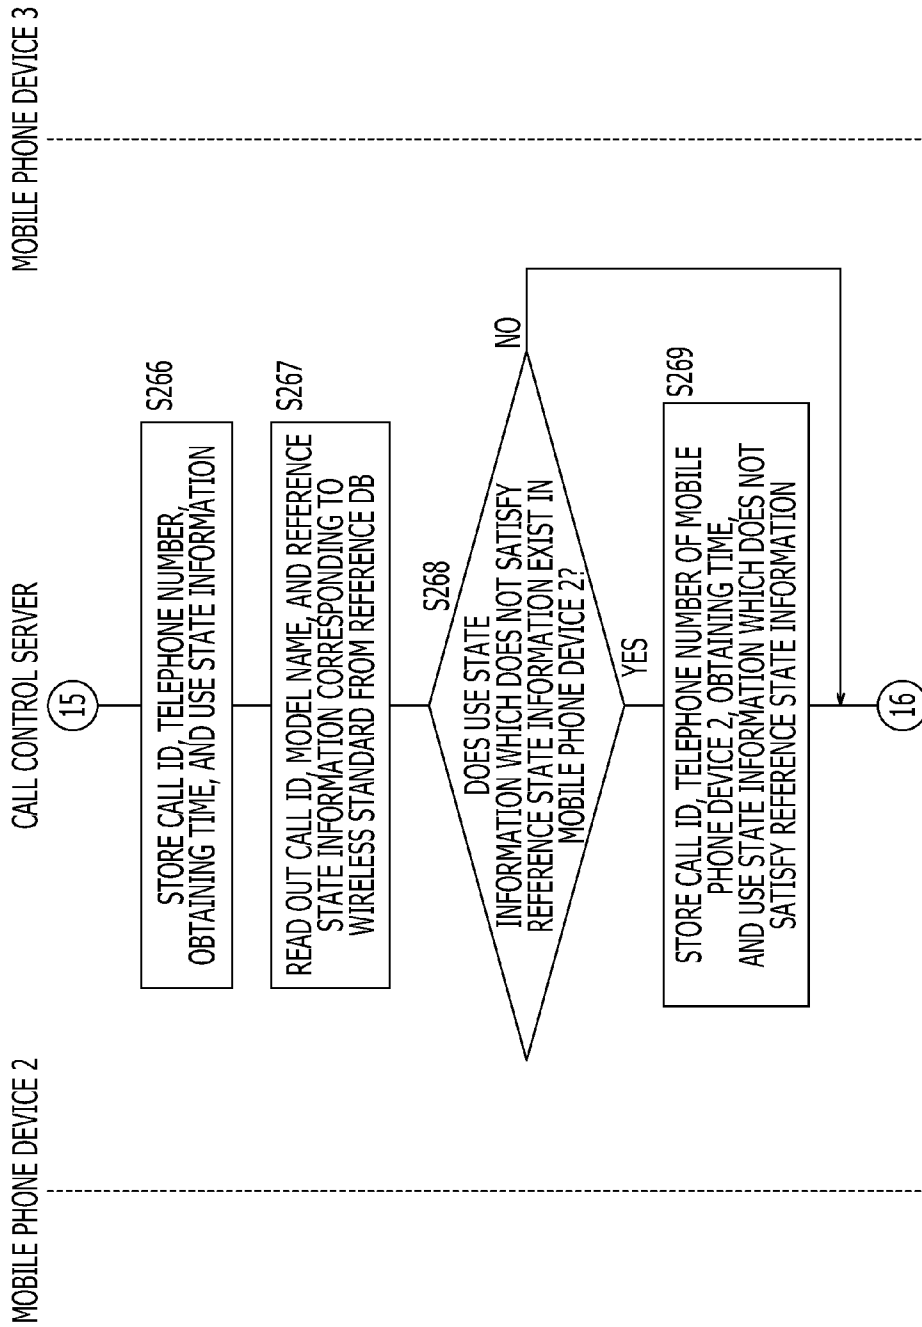 MOBILE PHONE DEVICE 2
CALL CONTROL SERVER
MOBILE PHONE DEVICE 3
15
S266
STORE CALL ID, TELEPHONE NUMBER,
OBTAINING TIME, AND USE STATE INFORMATION
S267
READ OUT CALL ID, MODEL NAME, AND REFERENCE
STATE INFORMATION CORRESPONDING TO
WIRELESS STANDARD FROM REFERENCE DB
S268
DOES USE STATE
INFORMATION WHICH DOES NOT SATISFY
REFERENCE STATE INFORMATION EXIST IN
MOBILE PHONE DEVICE 2?
NO
YES
S269
STORE CALL ID, TELEPHONE NUMBER OF MOBILE
PHONE DEVICE 2, OBTAINING TIME,
AND USE STATE INFORMATION WHICH DOES NOT
SATISFY REFERENCE STATE INFORMATION
16